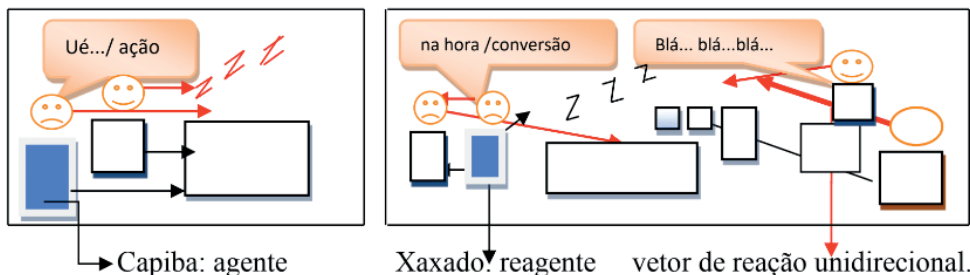 Ué.../ ação
Z Z Z
na hora /conversão
Z Z Z
Blá... blá...blá...
Capiba: agente
Xaxado: reagente
vetor de reação unidirecional.